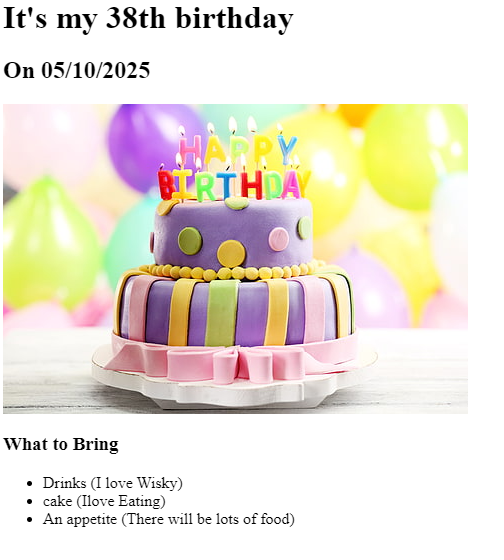 It's my 38th birthday
On 05/10/2025
HAPPY
BIRTHDAY
What to Bring
Drinks (I love Wisky)
cake (Ilove Eating)
An appetite (There will be lots of food)